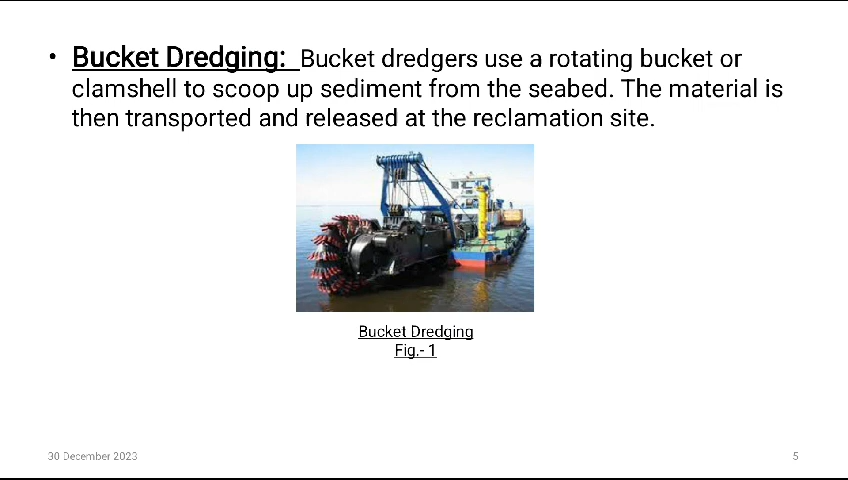 • Bucket Dredging: Bucket dredgers use a rotating bucket or
clamshell to scoop up sediment from the seabed. The material is
then transported and released at the reclamation site.
Bucket Dredging
Fig.- 1
30 December 2023
5